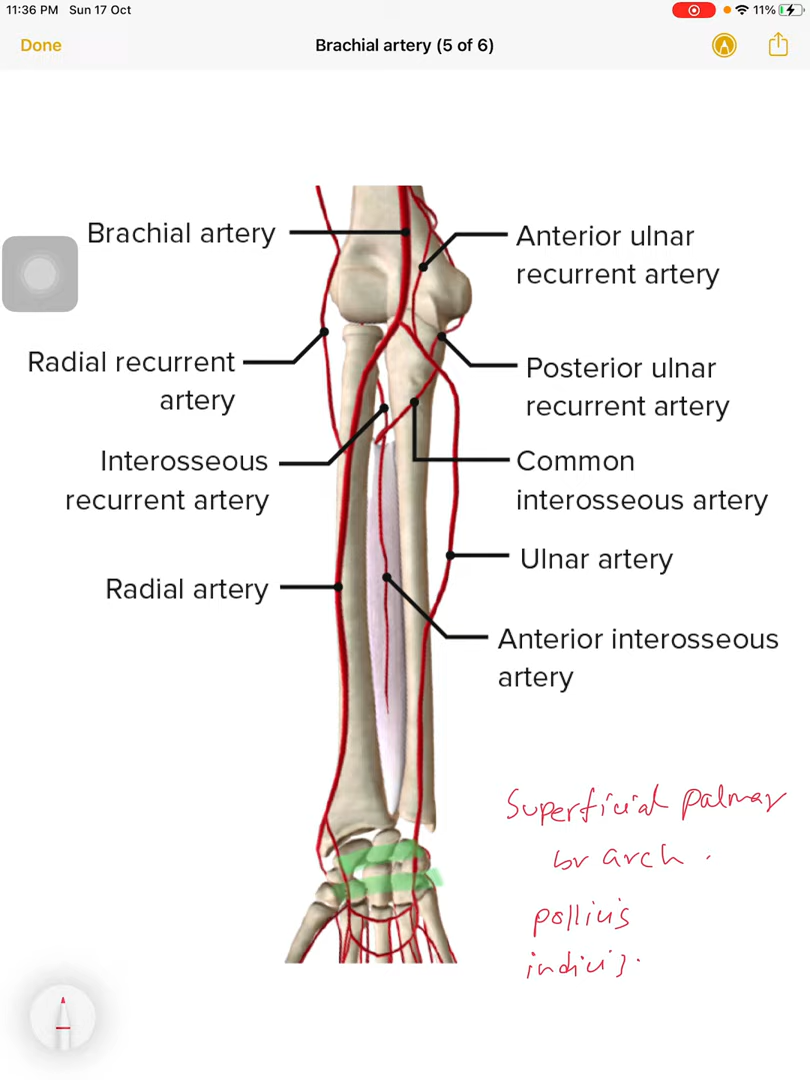 11:36 PM Sun 17 Oct
11%
Done
Brachial artery (5 of 6)
Brachial artery
Anterior ulnar
recurrent artery
Radial recurrent
artery
Posterior ulnar
recurrent artery
Interosseous
recurrent artery
Common
interosseous artery
Ulnar artery
Radial artery
Anterior interosseous
artery
Superficial palmar
br arch.
pollicis
indicis.